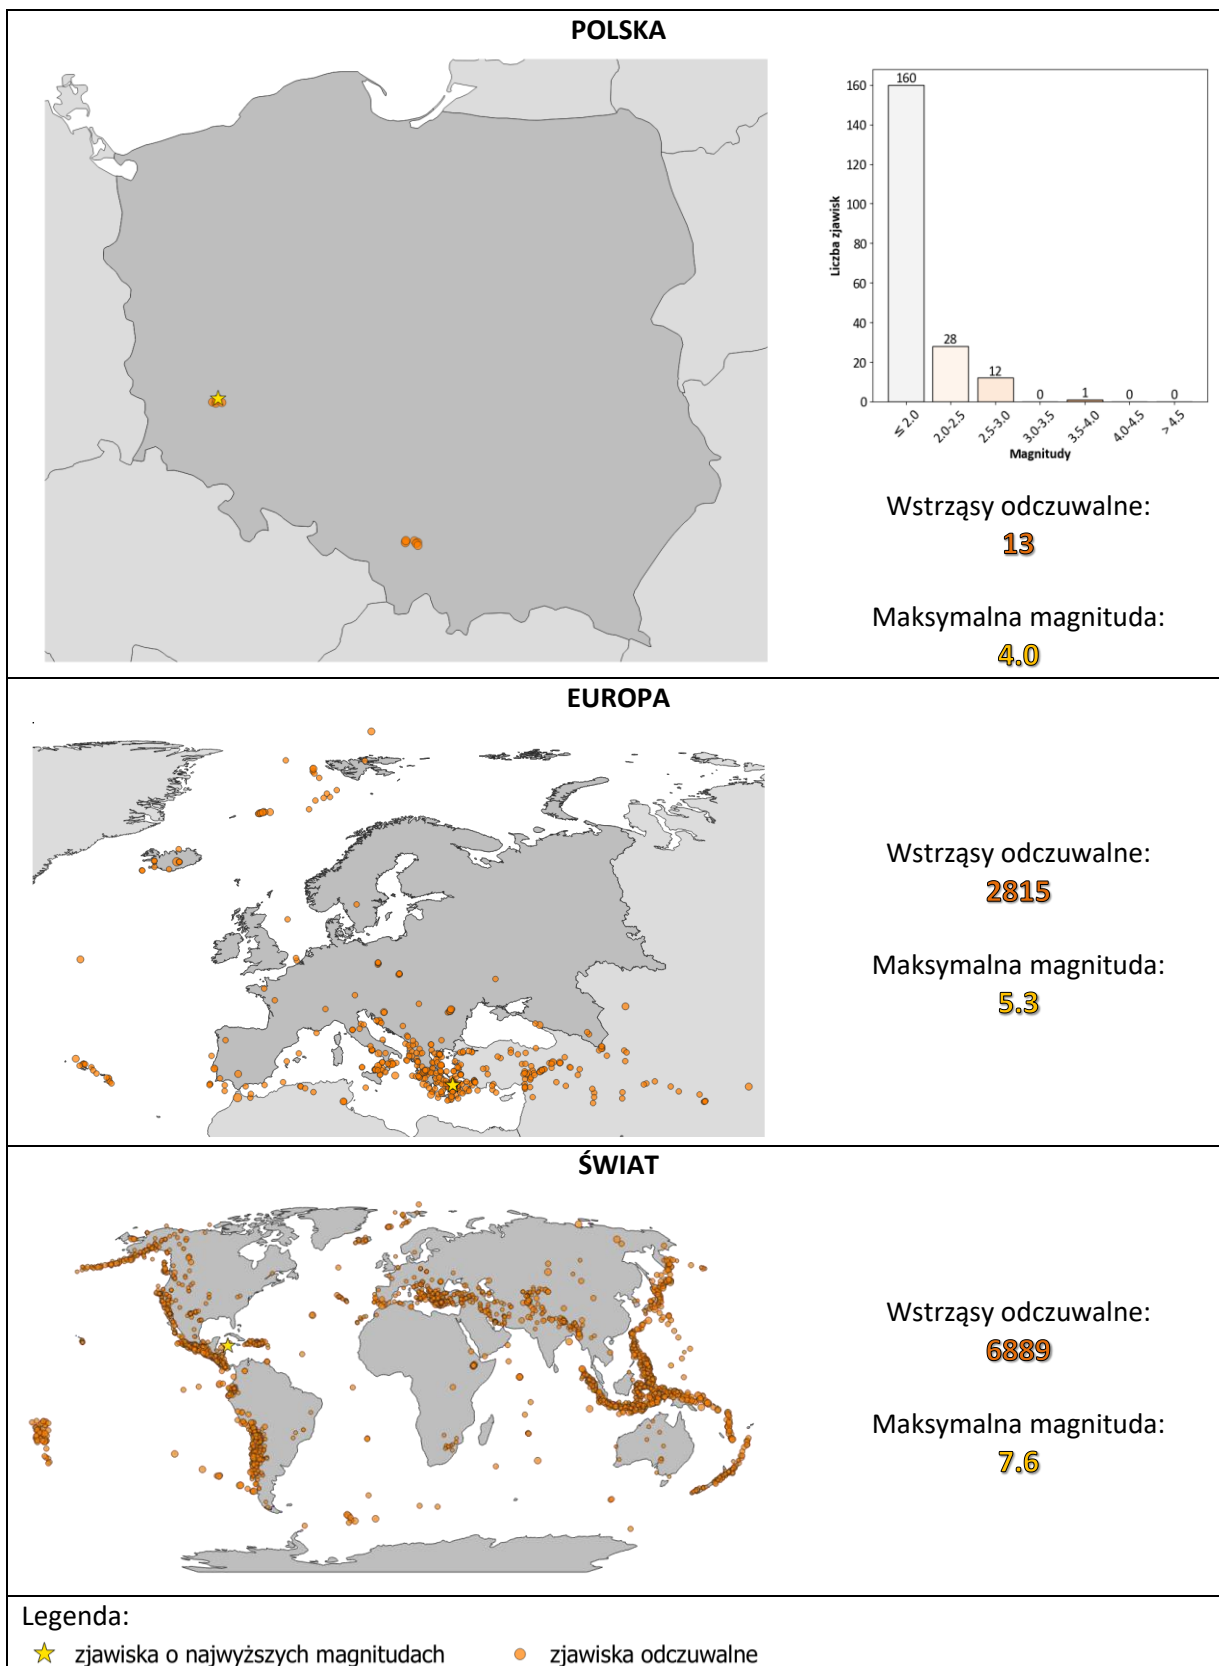 POLSKA
160
140
120
100
80
60
40
20
0
Liczba zjawisk
160
28
12
0
1
0
0
≤ 2.0
2.0-2.5
2.5-3.0
3.0-3.5
3.5-4.0
4.0-4.5
> 4.5
Magnitudy
Wstrząsy odczuwalne:
13
Maksymalna magnituda:
4.0
EUROPA
Wstrząsy odczuwalne:
2815
Maksymalna magnituda:
5.3
ŚWIAT
Wstrząsy odczuwalne:
6889
Maksymalna magnituda:
7.6
Legenda:
zjawiska o najwyższych magnitudach
zjawiska odczuwalne